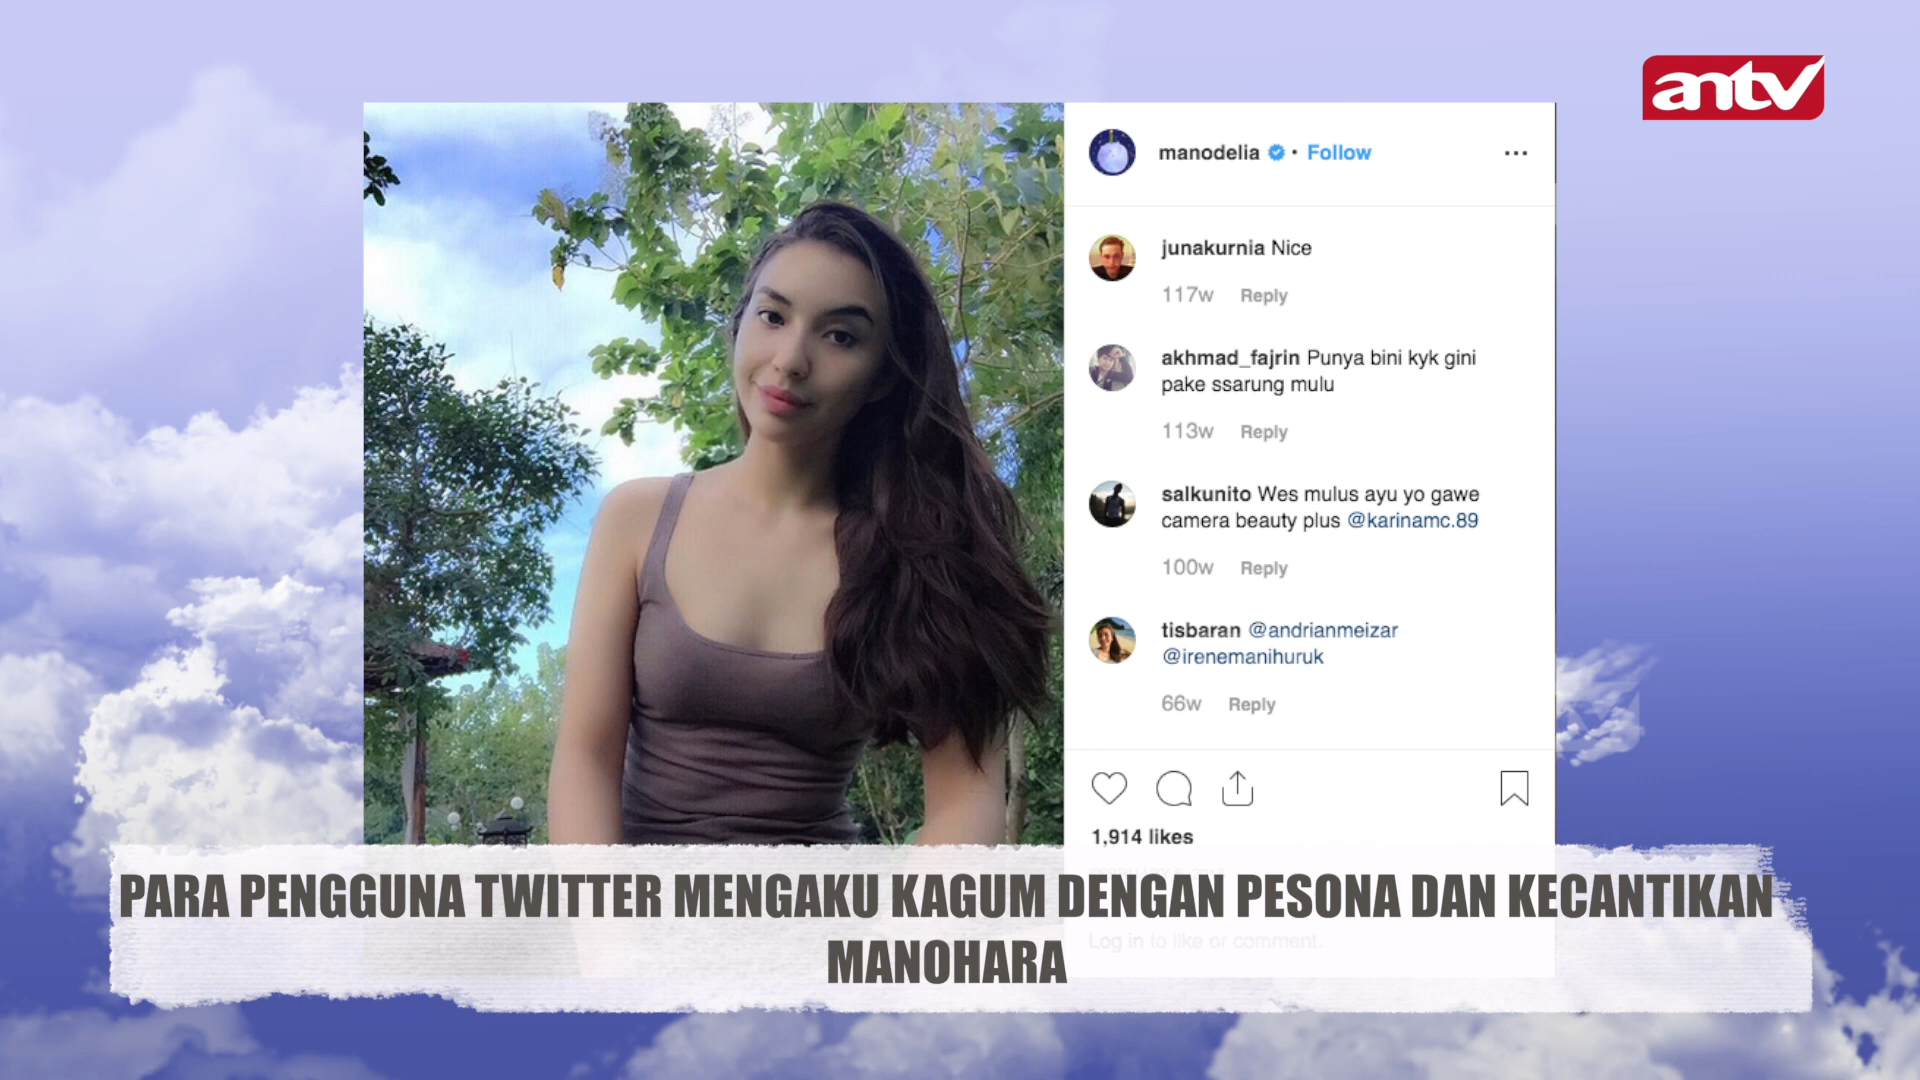 antv
manodelia • Follow
junakurnia Nice
117w Reply
akhmad_fajrin Punya bini kyk gini
pake ssarung mulu
113w Reply
salkunito Wes mulus ayu yo gawe
camera beauty plus @karinamc.89
100w Reply
tisbaran @andrianmeizar
@irenemanihuruk
66w Reply
1,914 likes
PARA PENGGUNA TWITTER MENGAKU KAGUM DENGAN PESONA DAN KECANTIKAN
Log in to like or comment.
MANOHARA